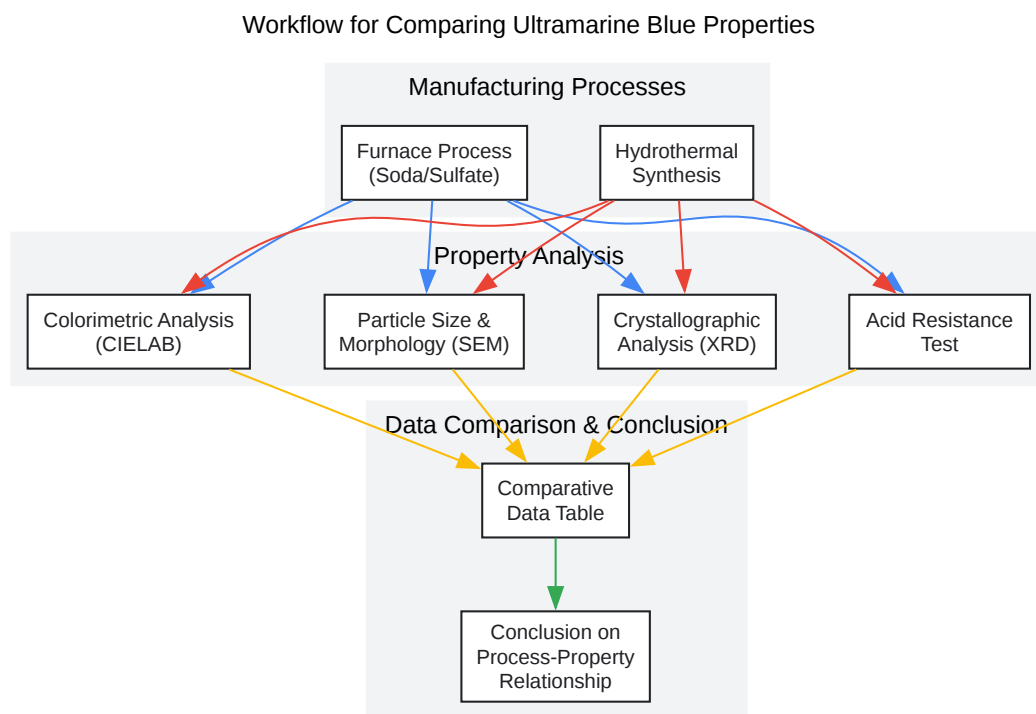 Workflow for Comparing Ultramarine Blue Properties
Manufacturing Processes
Furnace Process
(Soda/Sulfate)
Hydrothermal
Synthesis
Property Analysis
Colorimetric Analysis
(CIELAB)
Particle Size &
Morphology (SEM)
Crystallographic
Analysis (XRD)
Acid Resistance
Test
Data Comparison & Conclusion
Comparative
Data Table
Conclusion on
Process-Property
Relationship